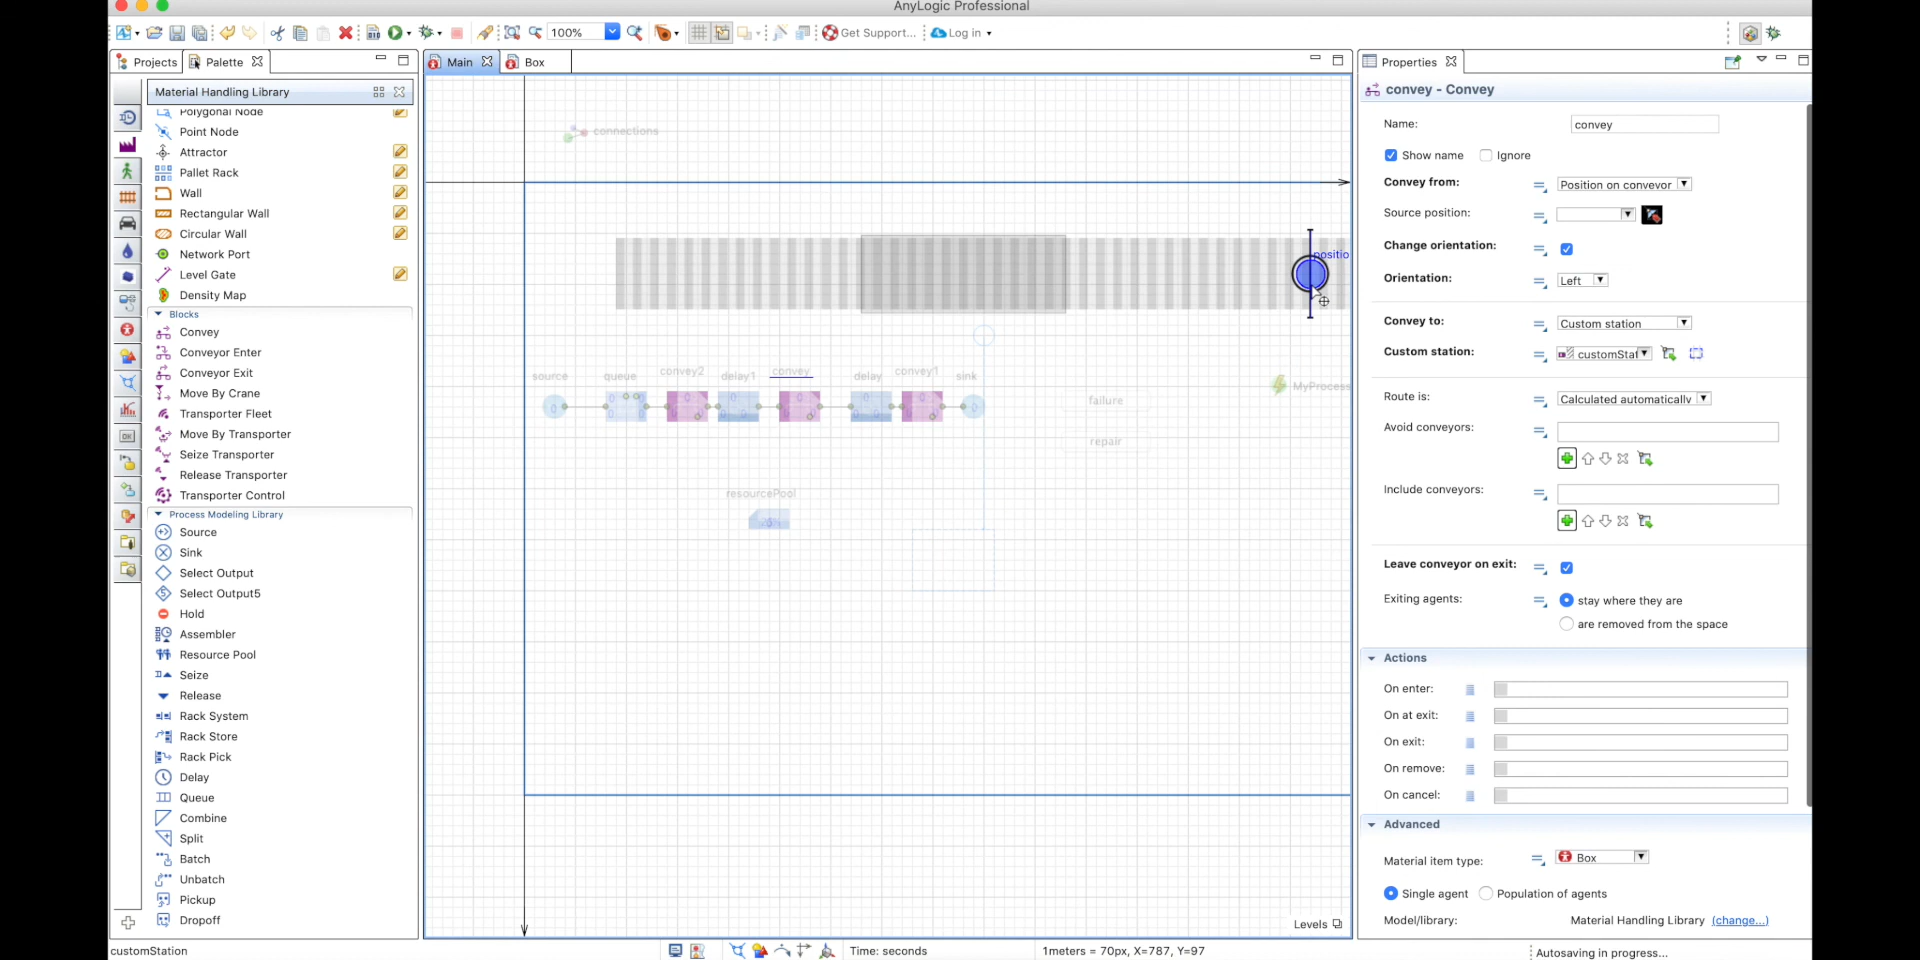 AnyLogic Professional
100%
Get Support...
Log in
Projects
Palette
Main
Box
Properties
Material Handling Library
Polygonal Node
Point Node
Attractor
Pallet Rack
Wall
Rectangular Wall
Circular Wall
Network Port
Level Gate
Density Map
Blocks
Convey
Conveyor Enter
Conveyor Exit
Move By Crane
Transporter Fleet
Move By Transporter
Seize Transporter
Release Transporter
Transporter Control
Process Modeling Library
Source
Sink
Select Output
Select Output5
Hold
Assembler
Resource Pool
Seize
Release
Rack System
Rack Store
Rack Pick
Delay
Queue
Combine
Split
Batch
Unbatch
Pickup
Dropoff
connections
positio
source
queue
convey2
delay1
convey
delay
convey1
sink
MyProcess
failure
repair
resourcePool
Levels
convey - Convey
Name:
convey
Show name
Ignore
Convey from:
Position on conveyor
Source position:
Change orientation:
Orientation:
Left
Convey to:
Custom station
Custom station:
customStat
Route is:
Calculated automatically
Avoid conveyors:
Include conveyors:
Leave conveyor on exit:
Exiting agents:
stay where they are
are removed from the space
Actions
On enter:
On at exit:
On exit:
On remove:
On cancel:
Advanced
Material item type:
Box
Single agent
Population of agents
Model/library:
Material Handling Library
(change...)
customStation
Time: seconds
1meters = 70px, X=787, Y=97
Autosaving in progress...